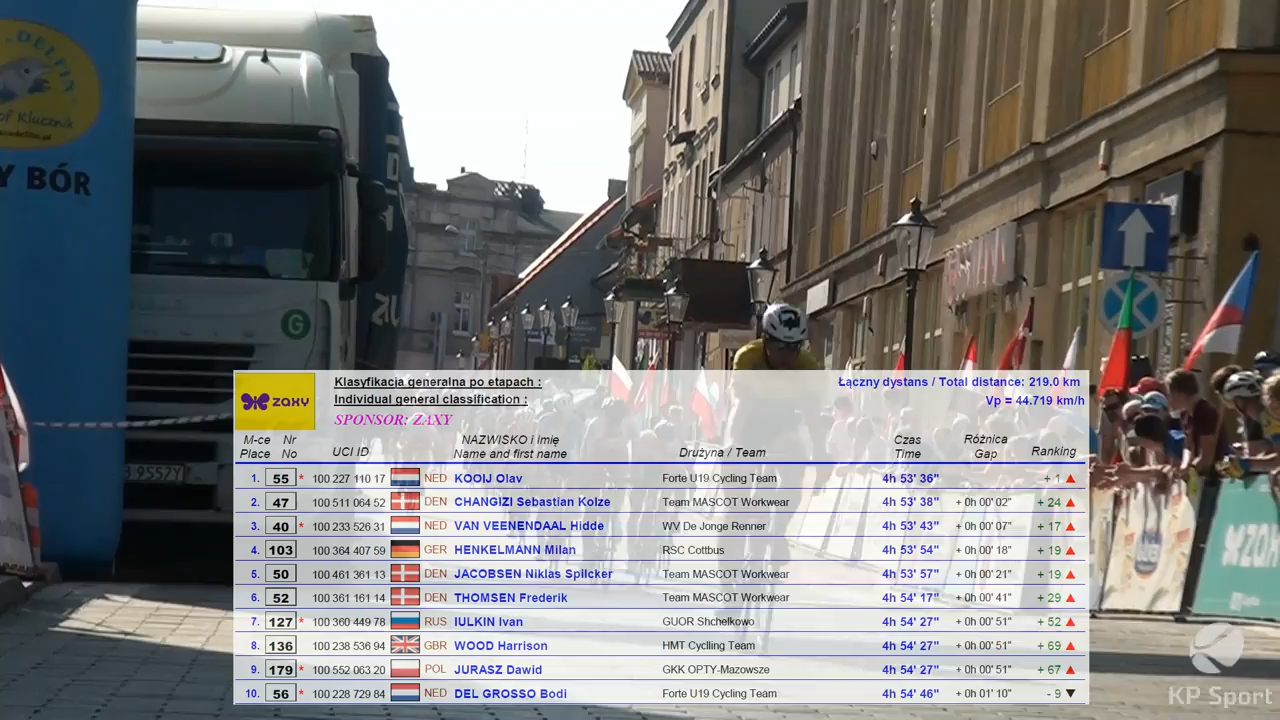 Y BÓR
G
ZAXY
Klasyfikacja generalna po etapach :
Individual general classification :
SPONSOR: ZAXY
Łączny dystans / Total distance: 219.0 km
Vp = 44.719 km/h
M-ce Nr UCI ID NAZWISKO i imię Drużyna / Team Czas Różnica Ranking
Place No Name and first name Time Gap
1. 55 * 100 227 110 17 NED KOOIJ Olav Forte U19 Cycling Team 4h 53' 36" + 1 ▲
2. 47 100 511 064 52 DEN CHANGIZI Sebastian Kolze Team MASCOT Workwear 4h 53' 38" + 0h 00' 02" + 24 ▲
3. 40 * 100 233 526 31 NED VAN VEENENDAAL Hidde WV De Jonge Renner 4h 53' 43" + 0h 00' 07" + 17 ▲
4. 103 100 364 407 59 GER HENKELMANN Milan RSC Cottbus 4h 53' 54" + 0h 00' 18" + 19 ▲
5. 50 100 461 361 13 DEN JACOBSEN Niklas Spilcker Team MASCOT Workwear 4h 53' 57" + 0h 00' 21" + 19 ▲
6. 52 100 361 161 14 DEN THOMSEN Frederik Team MASCOT Workwear 4h 54' 17" + 0h 00' 41" + 29 ▲
7. 127 * 100 360 449 78 RUS IULKIN Ivan GUOR Shchelkowo 4h 54' 27" + 0h 00' 51" + 52 ▲
8. 136 100 238 536 94 GBR WOOD Harrison HMT Cyclling Team 4h 54' 27" + 0h 00' 51" + 69 ▲
9. 179 * 100 552 063 20 POL JURASZ Dawid GKK OPTY-Mazowsze 4h 54' 27" + 0h 00' 51" + 67 ▲
10. 56 * 100 228 729 84 NED DEL GROSSO Bodi Forte U19 Cycling Team 4h 54' 46" + 0h 01' 10" - 9 ▼
KP Sport